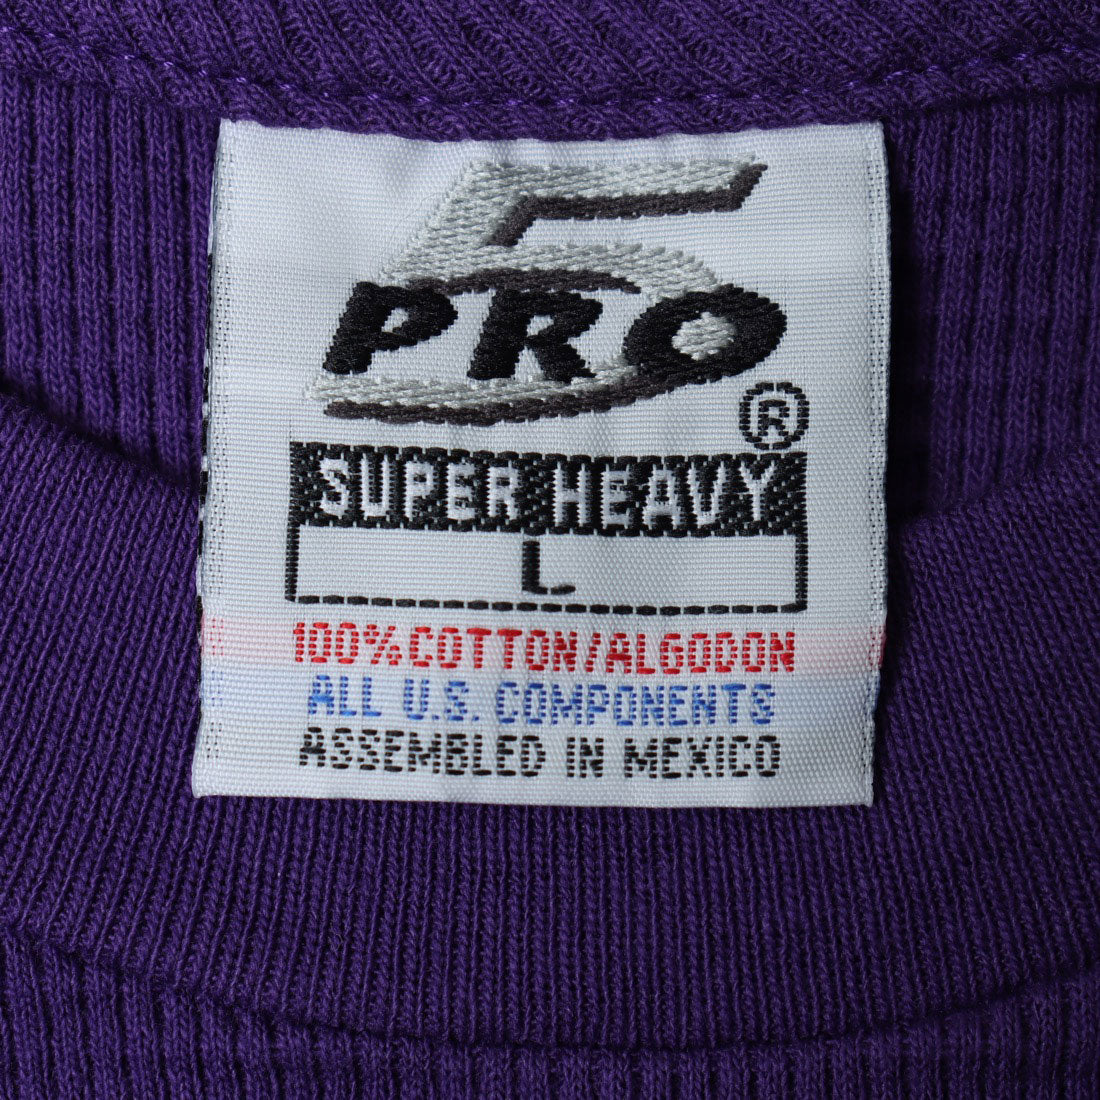 PRO 5 ®
SUPER HEAVY
L
100% COTTON/ALGODON
ALL U.S. COMPONENTS
ASSEMBLED IN MEXICO